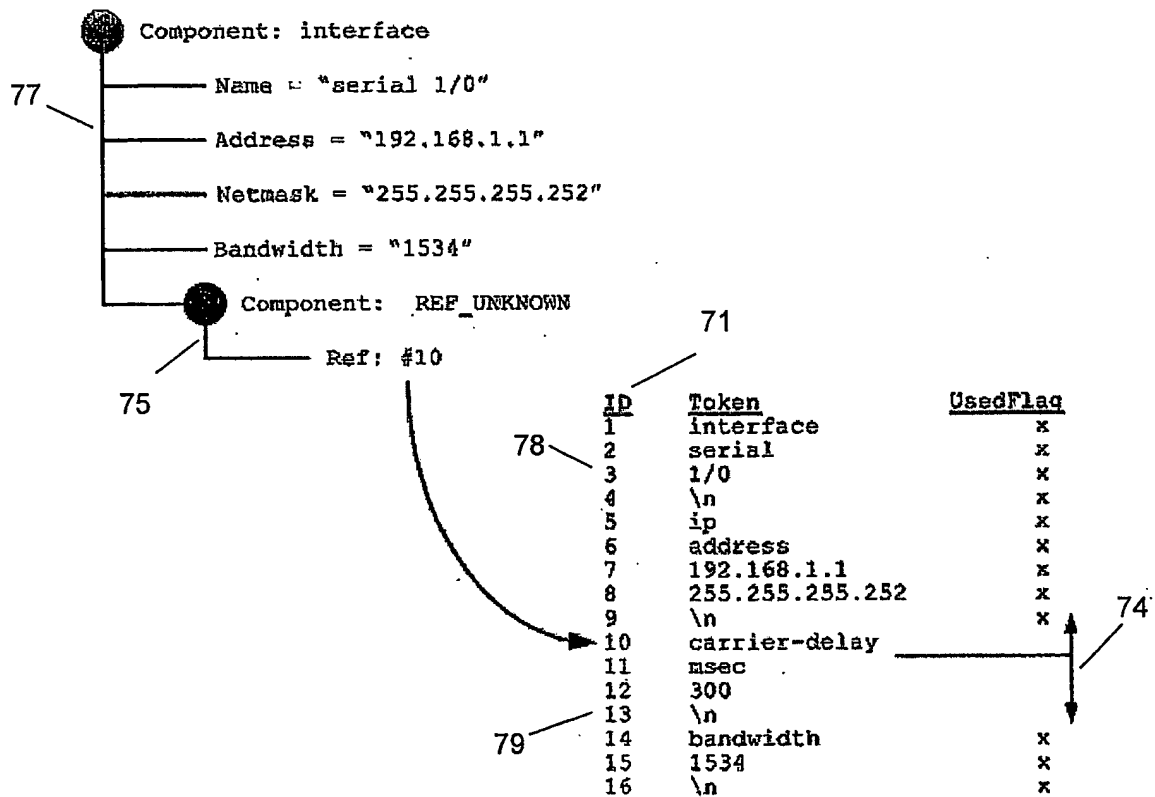 Component: interface
Name = "serial 1/0"
77
Address = "192.168.1.1"
Netmask = "255.255.255.252"
Bandwidth = "1534"
Component: REF_UNKNOWN
71
Ref: #10
75
ID Token UsedFlag
1 interface x
78
2 serial x
3 1/0 x
4 \n x
5 ip x
6 address x
7 192.168.1.1 x
8 255.255.255.252 x
9 \n x
74
10 carrier-delay
11 msec
12 300
13 \n
79
14 bandwidth x
15 1534 x
16 \n x